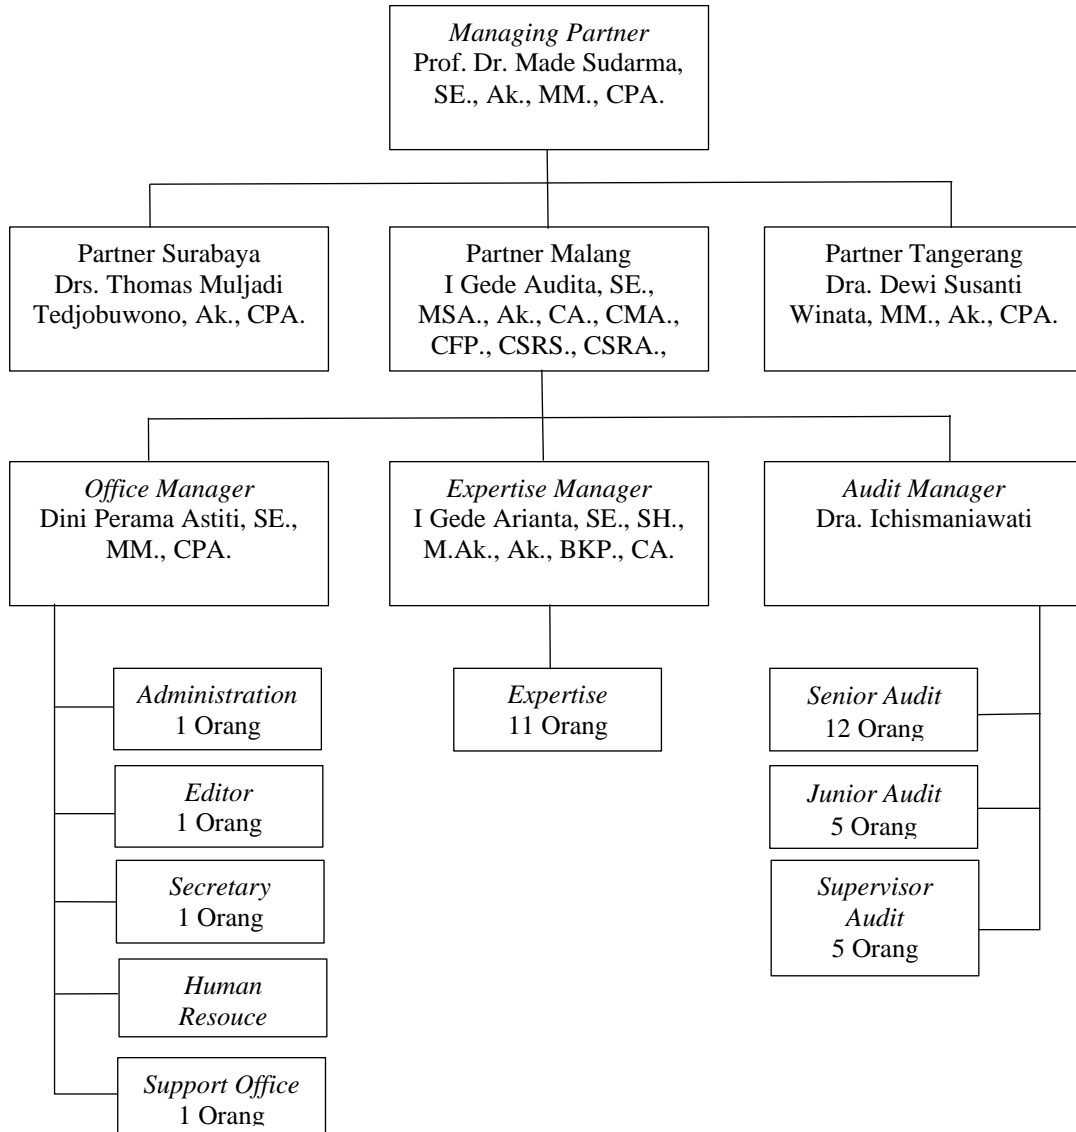 Managing Partner
Prof. Dr. Made Sudarma,
SE., Ak., MM., CPA.
Partner Surabaya
Drs. Thomas Muljadi
Tedjobuwono, Ak., CPA.
Partner Malang
I Gede Audita, SE.,
MSA., Ak., CA., CMA.,
CFP., CSRS., CSRA.,
Partner Tangerang
Dra. Dewi Susanti
Winata, MM., Ak., CPA.
Office Manager
Dini Perama Astiti, SE.,
MM., CPA.
Expertise Manager
I Gede Arianta, SE., SH.,
M.Ak., Ak., BKP., CA.
Audit Manager
Dra. Ichismaniawati
Administration
1 Orang
Editor
1 Orang
Secretary
1 Orang
Human
Resouce
Support Office
1 Orang
Expertise
11 Orang
Senior Audit
12 Orang
Junior Audit
5 Orang
Supervisor
Audit
5 Orang